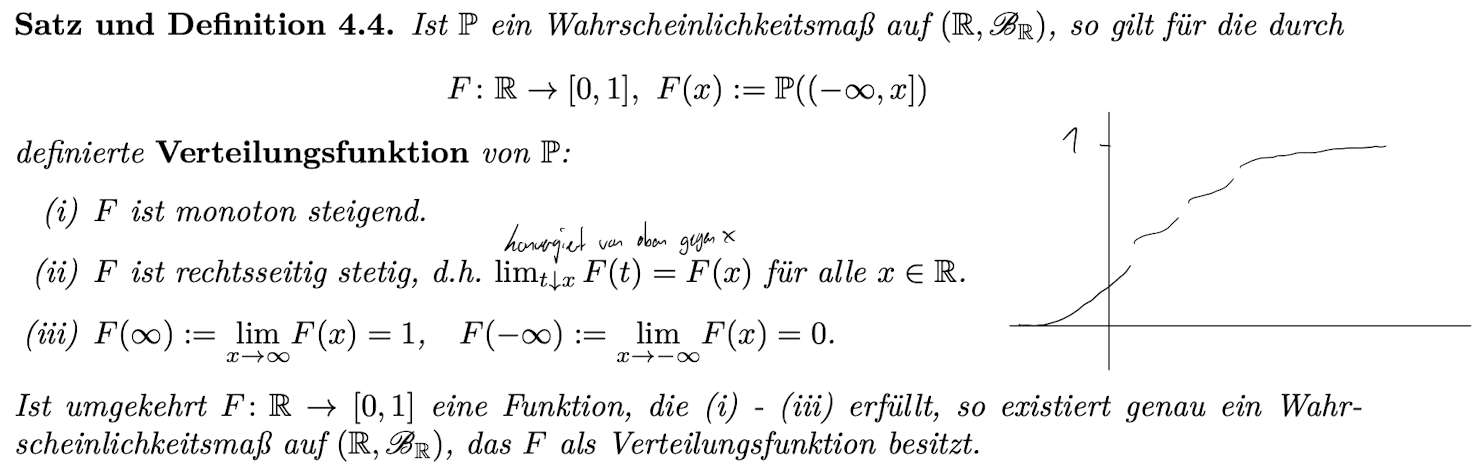 Satz und Definition 4.4. Ist ℙ ein Wahrscheinlichkeitsmaß auf (ℝ, ℬ_ℝ), so gilt für die durch
F: ℝ → [0, 1], F(x) := ℙ((−∞, x])
definierte Verteilungsfunktion von ℙ:
1
(i) F ist monoton steigend.
konvergiert von oben gegen x
(ii) F ist rechtsseitig stetig, d.h. lim_{t↓x} F(t) = F(x) für alle x ∈ ℝ.
(iii) F(∞) := lim_{x→∞} F(x) = 1, F(−∞) := lim_{x→−∞} F(x) = 0.
Ist umgekehrt F: ℝ → [0, 1] eine Funktion, die (i) - (iii) erfüllt, so existiert genau ein Wahr-
scheinlichkeitsmaß auf (ℝ, ℬ_ℝ), das F als Verteilungsfunktion besitzt.